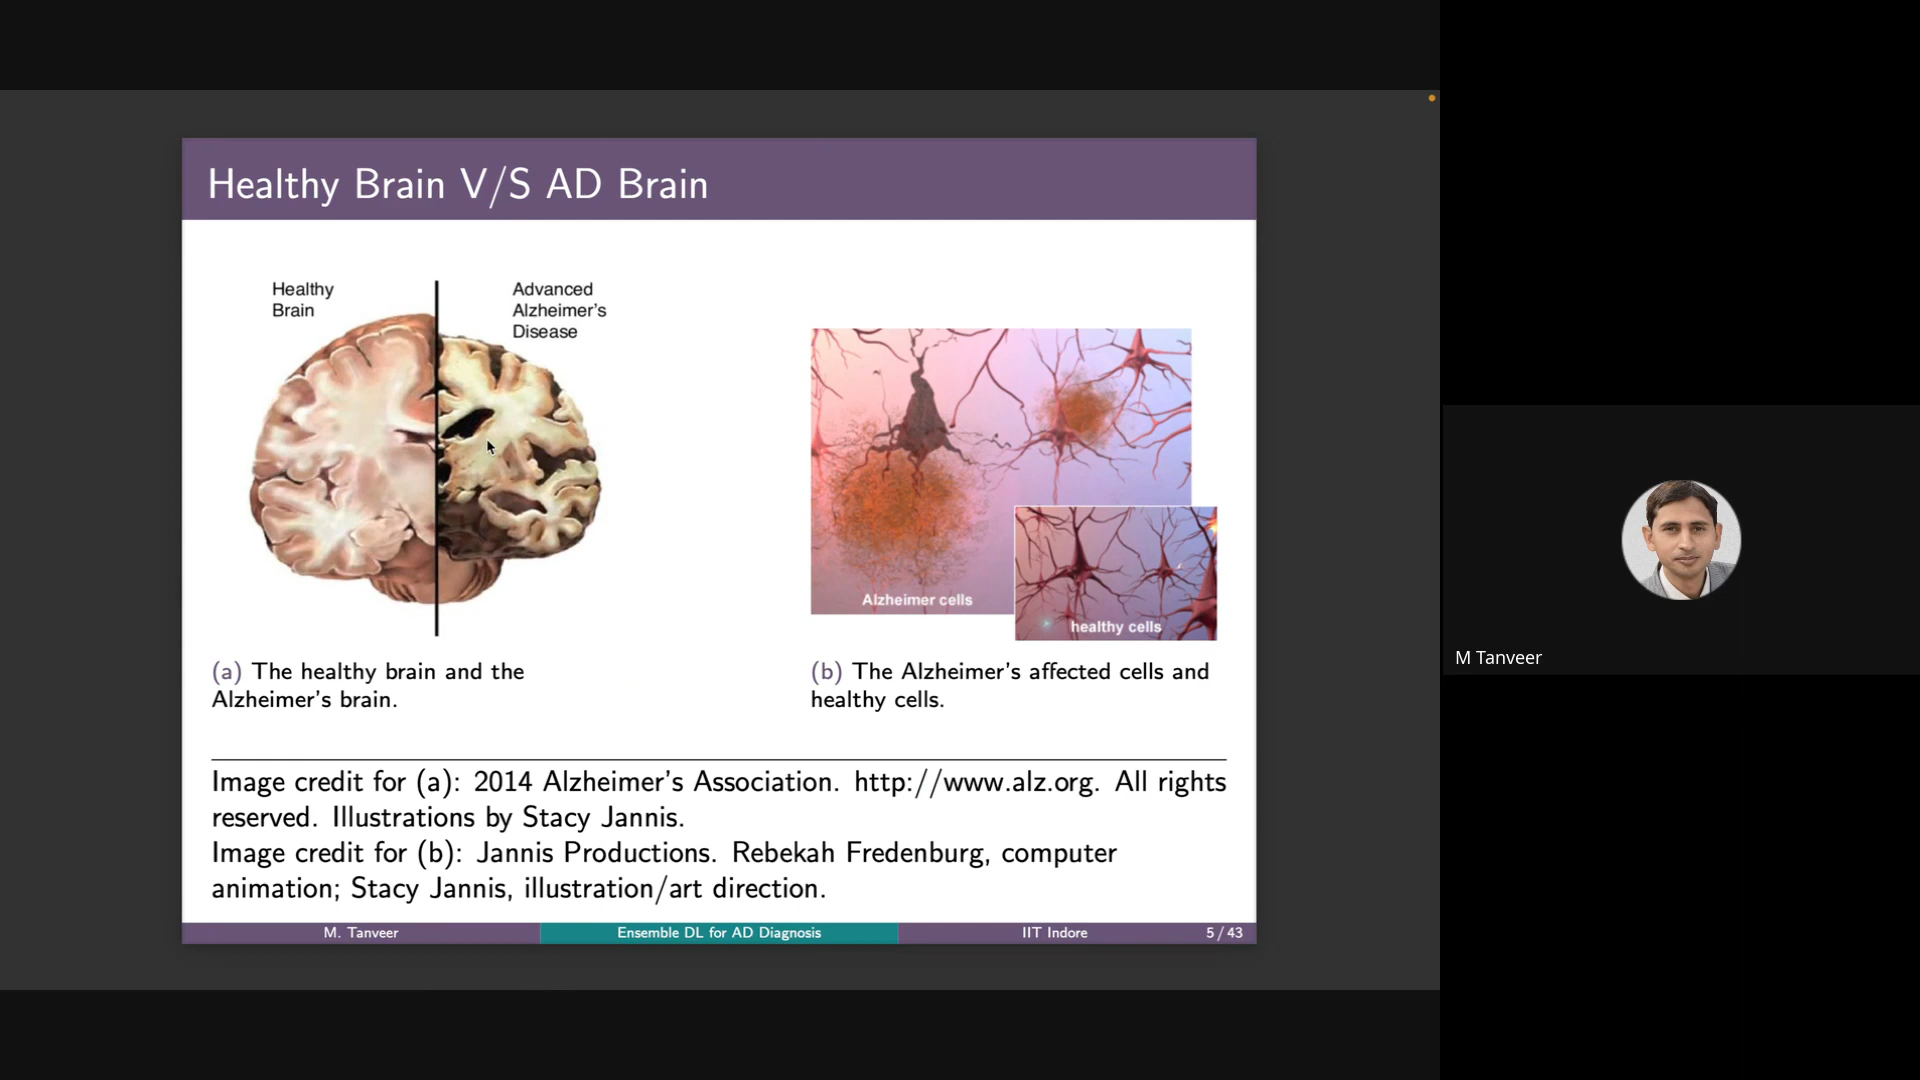 Healthy Brain V/S AD Brain
Healthy
Brain
Advanced
Alzheimer's
Disease
Alzheimer cells
healthy cells
(a) The healthy brain and the
Alzheimer's brain.
(b) The Alzheimer's affected cells and
healthy cells.
Image credit for (a): 2014 Alzheimer's Association. http://www.alz.org. All rights
reserved. Illustrations by Stacy Jannis.
Image credit for (b): Jannis Productions. Rebekah Fredenburg, computer
animation; Stacy Jannis, illustration/art direction.
M. Tanveer
Ensemble DL for AD Diagnosis
IIT Indore
5 / 43
M Tanveer